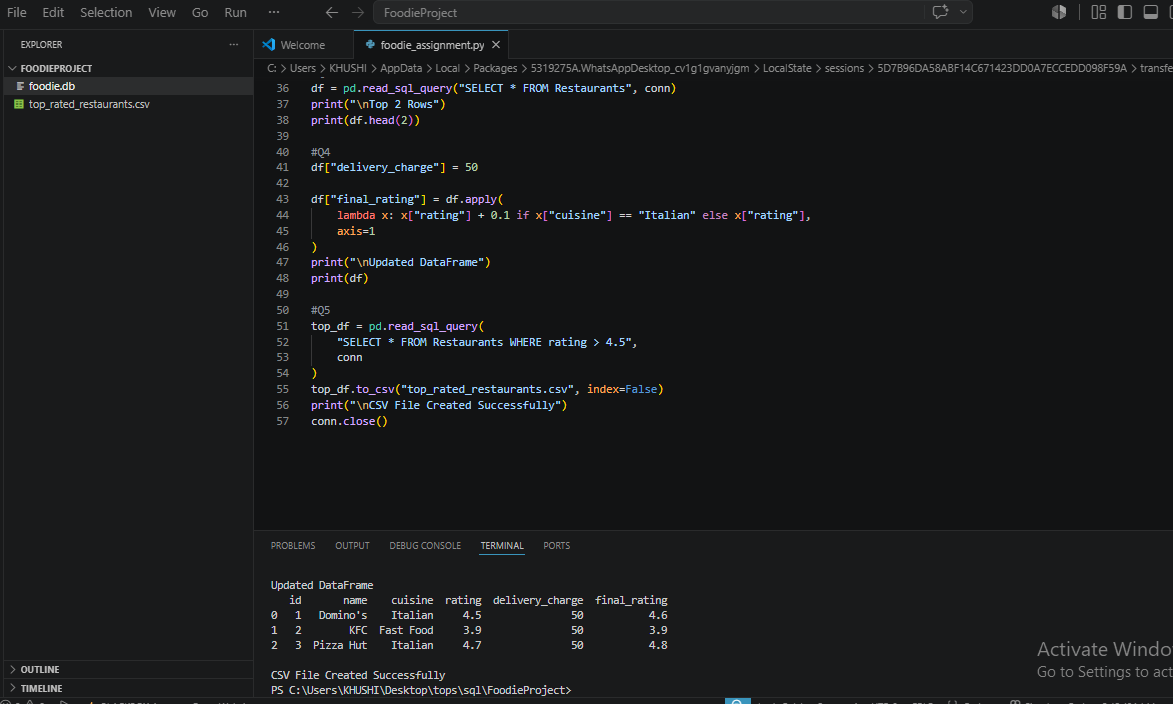 File Edit Selection View Go Run ··· ← → FoodieProject
EXPLORER ···
FOODIEPROJECT
foodie.db
top_rated_restaurants.csv
OUTLINE
TIMELINE
Welcome foodie_assignment.py ×
C: > Users > KHUSHI > AppData > Local > Packages > 5319275A.WhatsAppDesktop_cv1g1gvanyjgm > LocalState > sessions > 5D7B96DA58ABF14C671423DD0A7ECCEDD098F59A > transfe
36 df = pd.read_sql_query("SELECT * FROM Restaurants", conn)
37 print("\nTop 2 Rows")
38 print(df.head(2))
39
40 #Q4
41 df["delivery_charge"] = 50
42
43 df["final_rating"] = df.apply(
44     lambda x: x["rating"] + 0.1 if x["cuisine"] == "Italian" else x["rating"],
45     axis=1
46 )
47 print("\nUpdated DataFrame")
48 print(df)
49
50 #Q5
51 top_df = pd.read_sql_query(
52     "SELECT * FROM Restaurants WHERE rating > 4.5",
53     conn
54 )
55 top_df.to_csv("top_rated_restaurants.csv", index=False)
56 print("\nCSV File Created Successfully")
57 conn.close()
PROBLEMS OUTPUT DEBUG CONSOLE TERMINAL PORTS
Updated DataFrame
   id       name    cuisine  rating  delivery_charge  final_rating
0   1   Domino's    Italian     4.5               50           4.6
1   2        KFC  Fast Food     3.9               50           3.9
2   3  Pizza Hut    Italian     4.7               50           4.8
CSV File Created Successfully
PS C:\Users\KHUSHI\Desktop\tops\sql\FoodieProject>
Activate Windo
Go to Settings to act